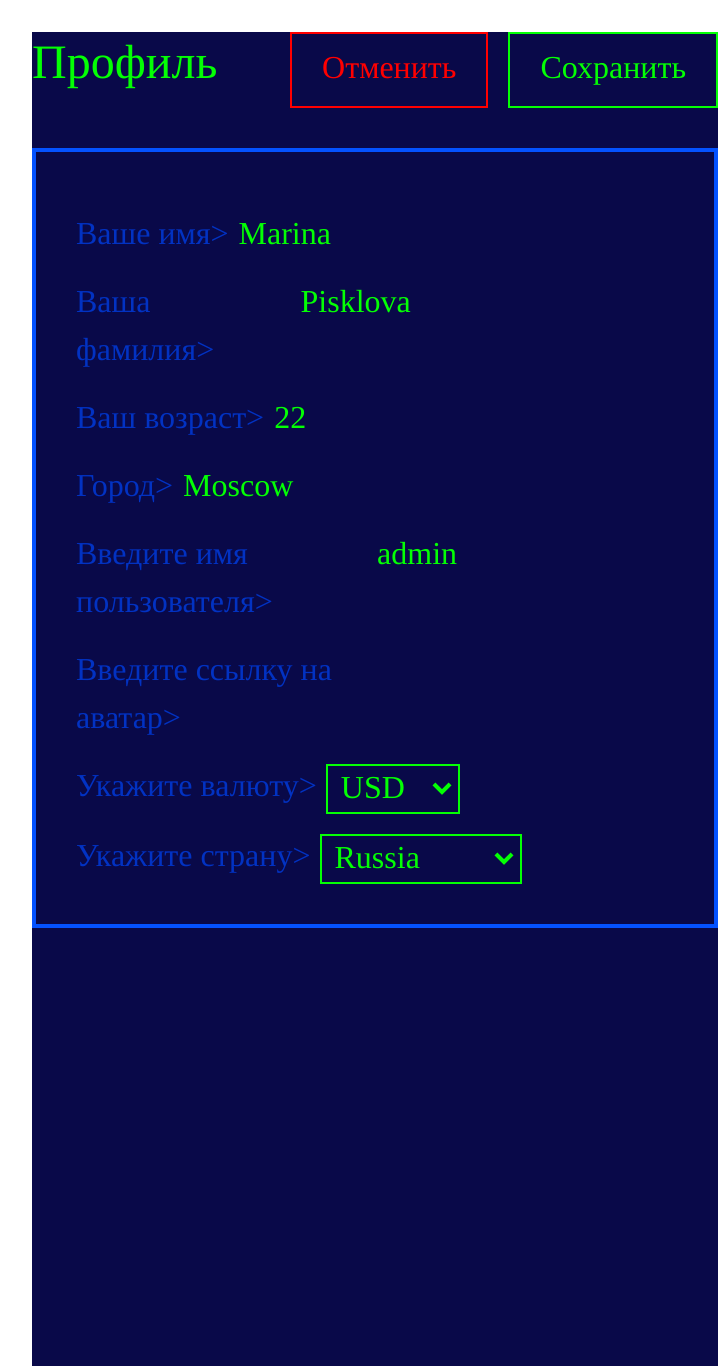 Профиль Отменить Сохранить
Ваше имя> Marina
Ваша Pisklova
фамилия>
Ваш возраст> 22
Город> Moscow
Введите имя admin
пользователя>
Введите ссылку на
аватар>
Укажите валюту> USD
Укажите страну> Russia